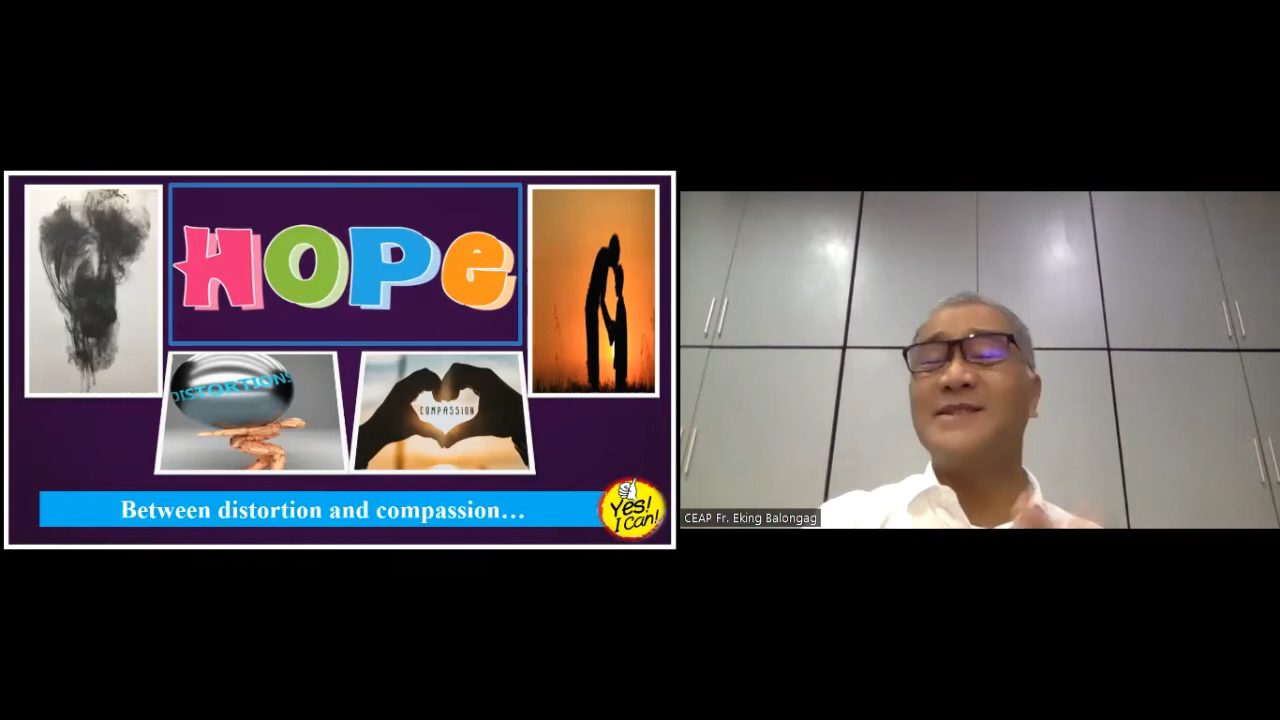 HOPe
DISTORTIONS
COMPASSION
Between distortion and compassion...
Yes!
I can!
CEAP Fr. Eking Balongag